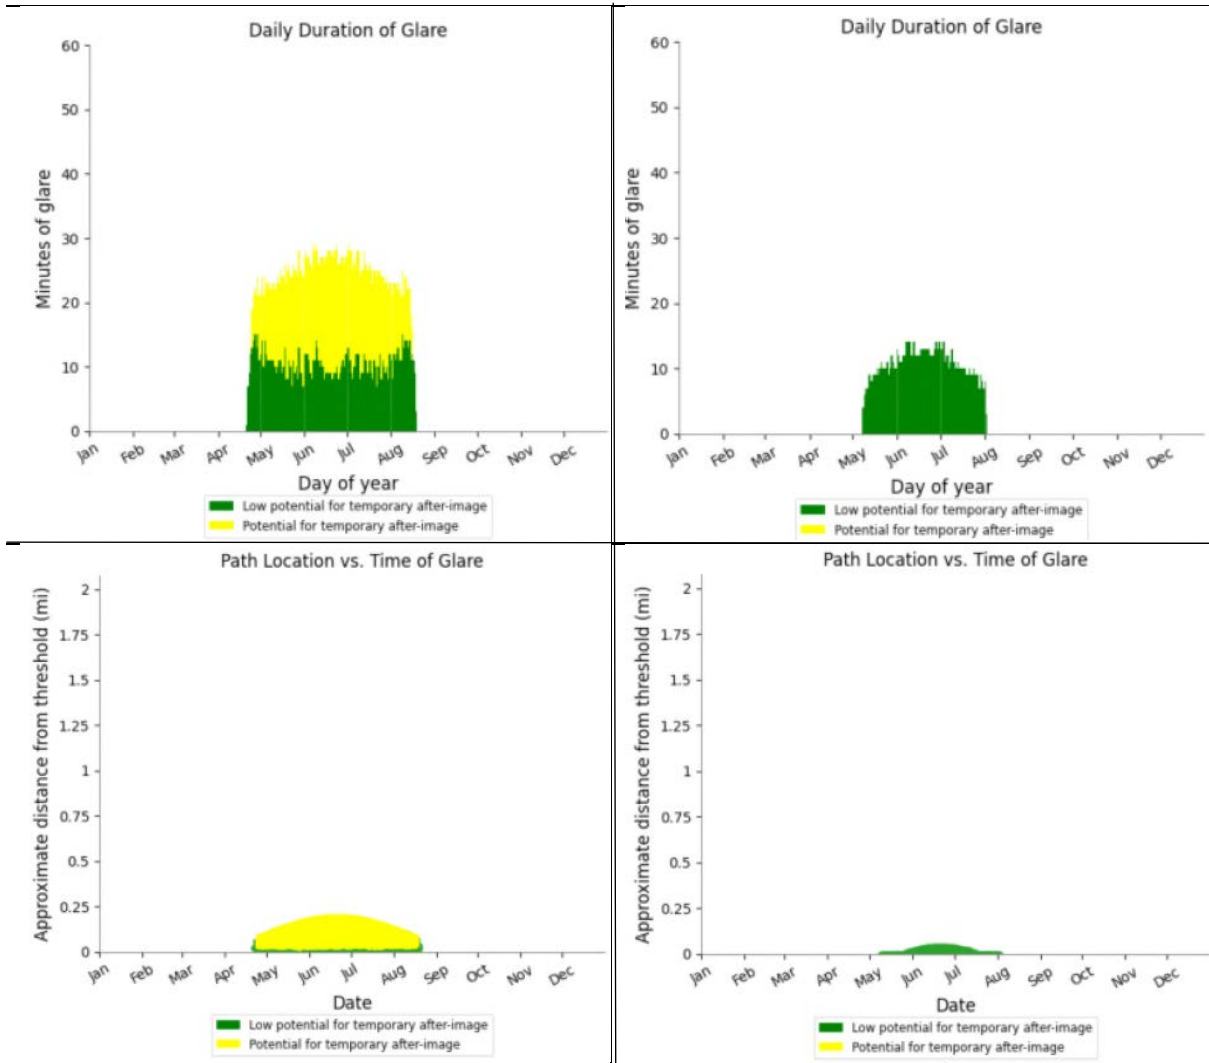 Daily Duration of Glare
60
50
40
30
20
10
0
Minutes of glare
Jan Feb Mar Apr May Jun Jul Aug Sep Oct Nov Dec
Day of year
Low potential for temporary after-image
Potential for temporary after-image
Daily Duration of Glare
60
50
40
30
20
10
0
Minutes of glare
Jan Feb Mar Apr May Jun Jul Aug Sep Oct Nov Dec
Day of year
Low potential for temporary after-image
Potential for temporary after-image
Path Location vs. Time of Glare
2
1.75
1.5
1.25
1
0.75
0.5
0.25
0
Approximate distance from threshold (mi)
Jan Feb Mar Apr May Jun Jul Aug Sep Oct Nov Dec
Date
Low potential for temporary after-image
Potential for temporary after-image
Path Location vs. Time of Glare
2
1.75
1.5
1.25
1
0.75
0.5
0.25
0
Approximate distance from threshold (mi)
Jan Feb Mar Apr May Jun Jul Aug Sep Oct Nov Dec
Date
Low potential for temporary after-image
Potential for temporary after-image